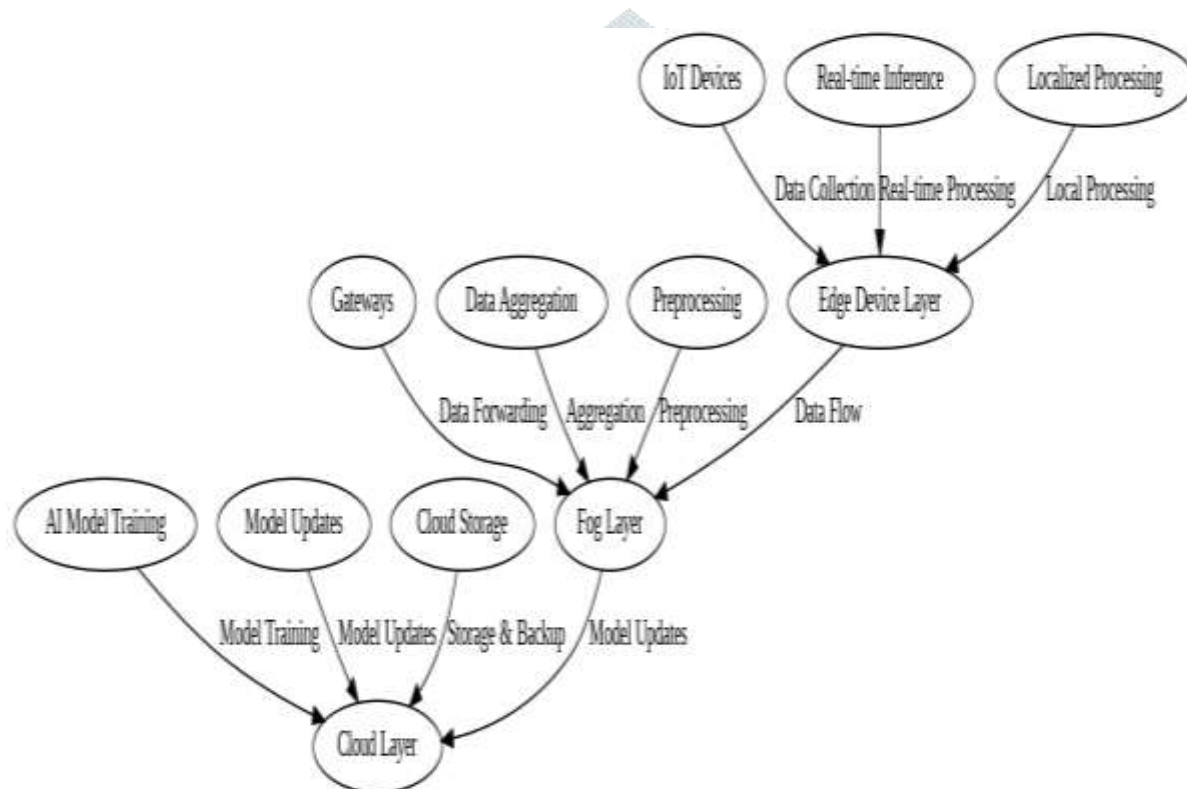 IoT Devices
Real-time Inference
Localized Processing
Data Collection
Real-time Processing
Local Processing
Gateways
Data Aggregation
Preprocessing
Edge Device Layer
Data Forwarding
Aggregation
Preprocessing
Data Flow
AI Model Training
Model Updates
Cloud Storage
Fog Layer
Model Training
Model Updates
Storage & Backup
Model Updates
Cloud Layer